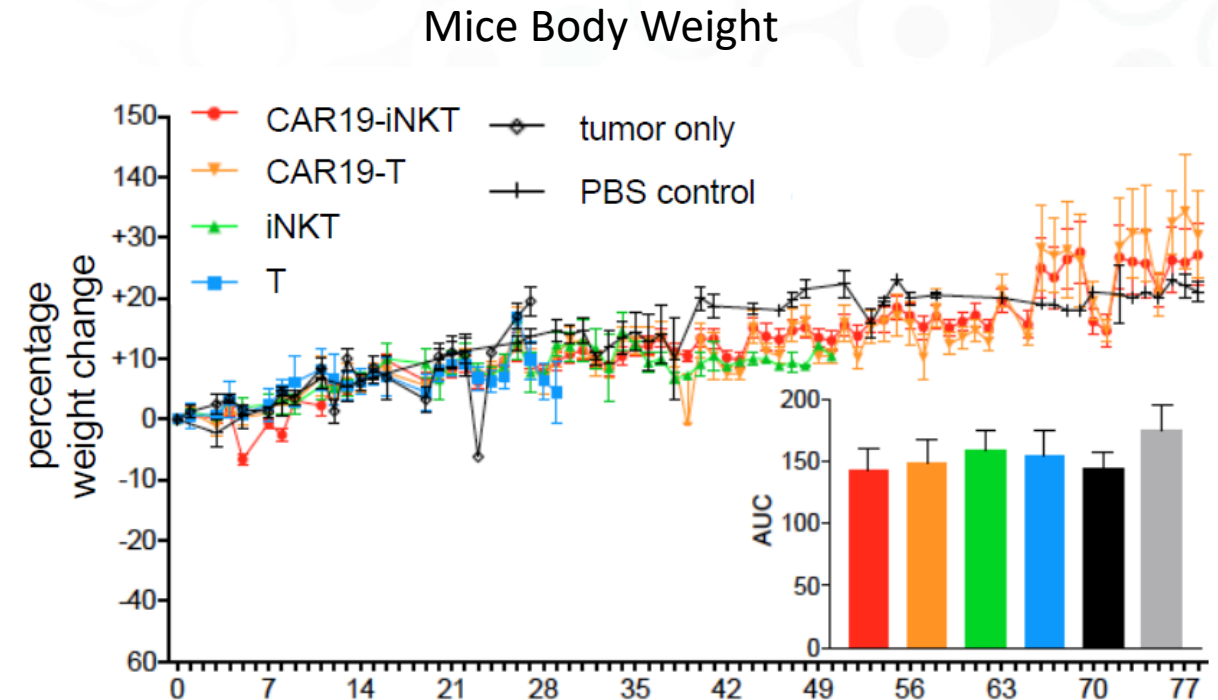 Mice Body Weight
CAR19-iNKT
CAR19-T
iNKT
T
tumor only
PBS control
percentage
weight change
150
140
+30
+20
+10
0
-10
-20
-40
60
0 7 14 21 28 35 42 49 56 63 70 77
AUC
200
150
100
50
0